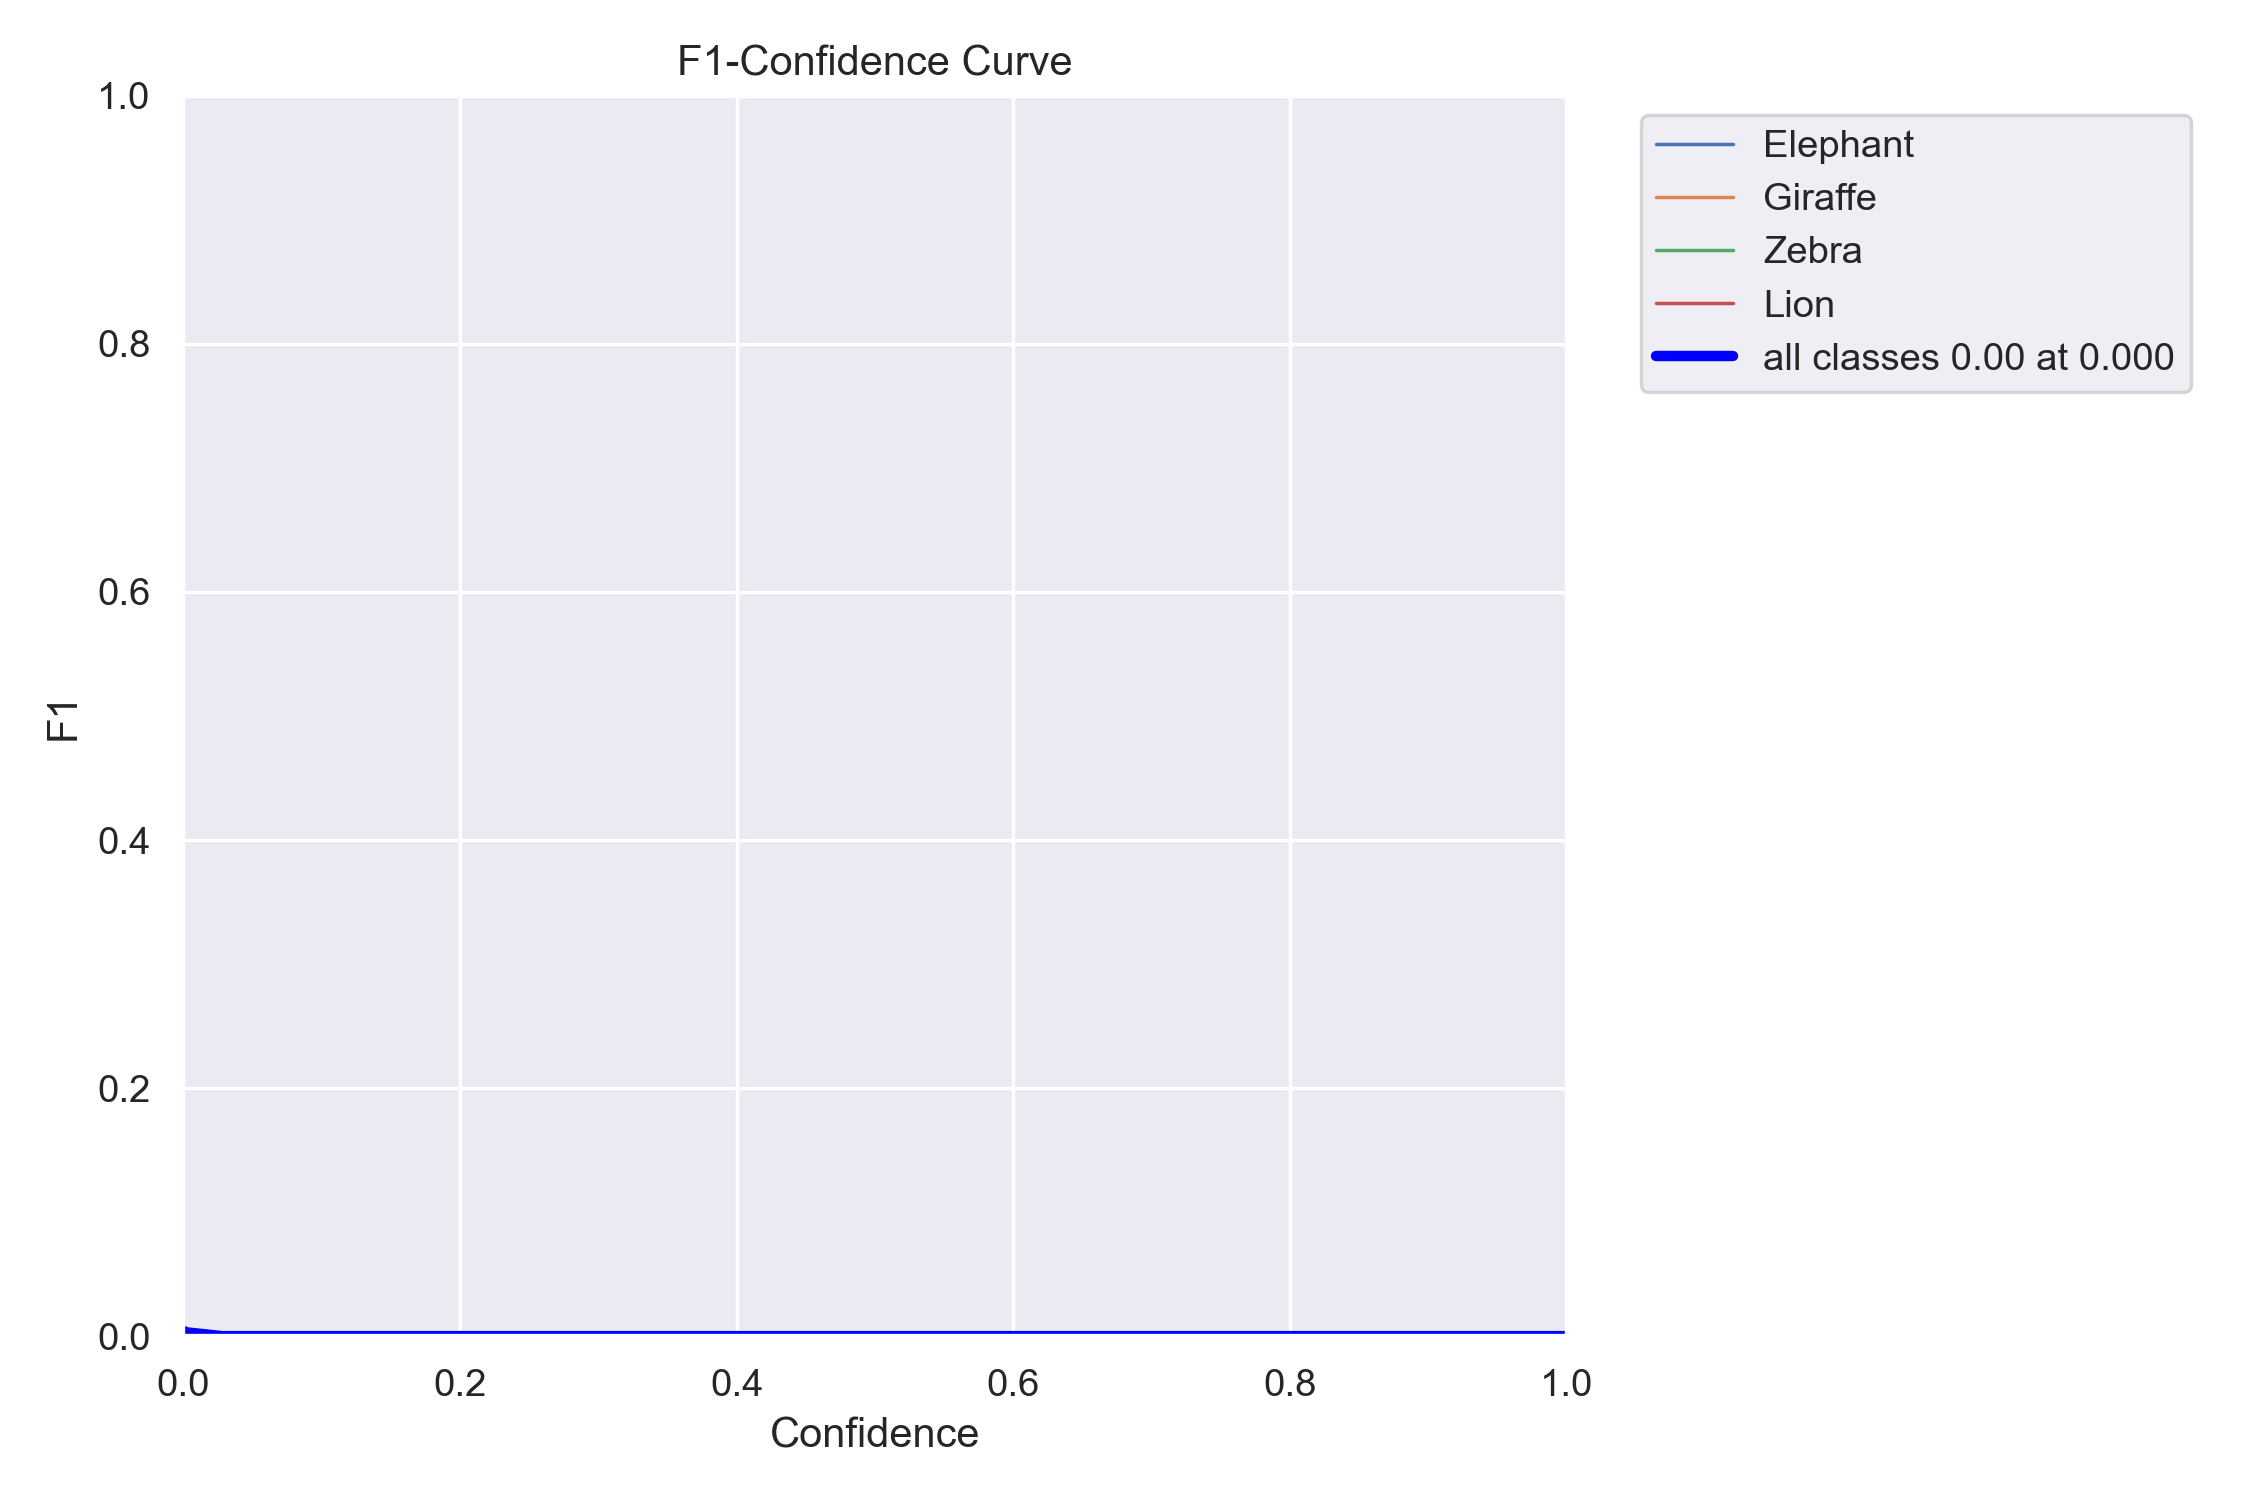 F1-Confidence Curve
1.0
0.8
0.6
0.4
0.2
0.0
F1
0.0 0.2 0.4 0.6 0.8 1.0
Confidence
Elephant
Giraffe
Zebra
Lion
all classes 0.00 at 0.000